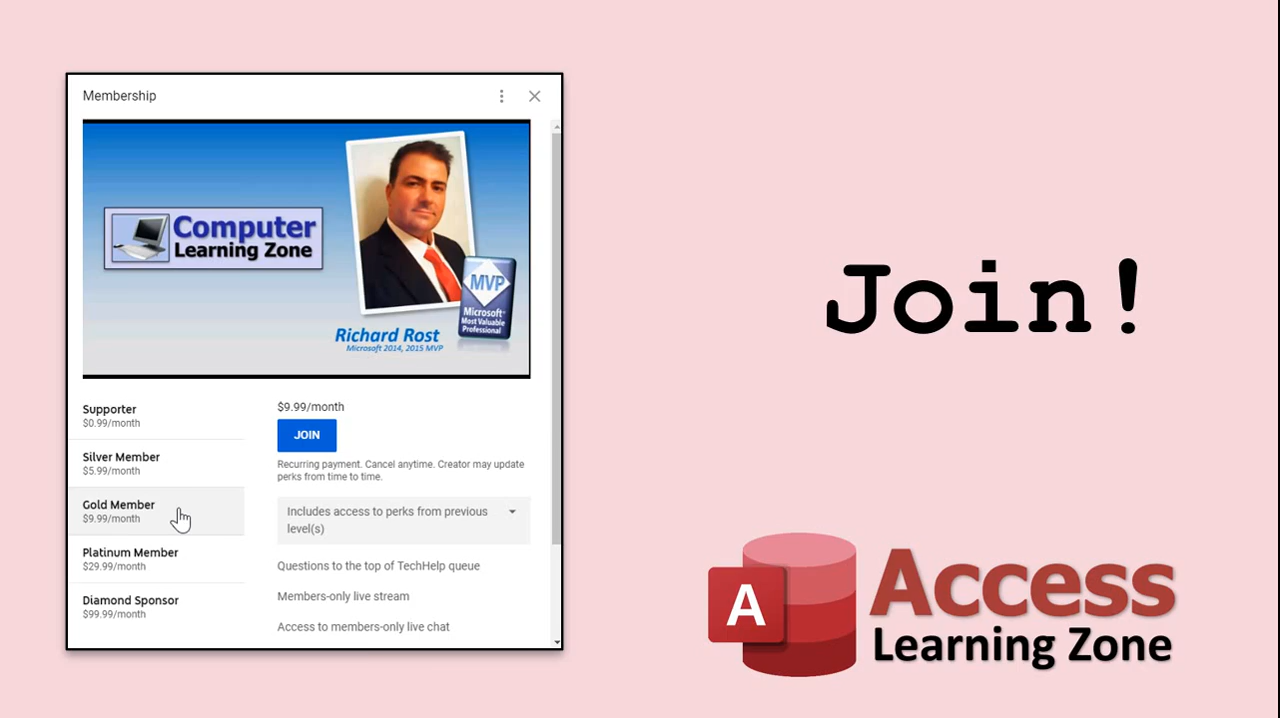 Membership
Computer
Learning Zone
MVP
Microsoft®
Most Valuable
Professional
Richard Rost
Microsoft 2014, 2015 MVP
Supporter
$0.99/month
Silver Member
$5.99/month
Gold Member
$9.99/month
Platinum Member
$29.99/month
Diamond Sponsor
$99.99/month
$9.99/month
JOIN
Recurring payment. Cancel anytime. Creator may update
perks from time to time.
Includes access to perks from previous
level(s)
Questions to the top of TechHelp queue
Members-only live stream
Access to members-only live chat
Join!
A
Access
Learning Zone